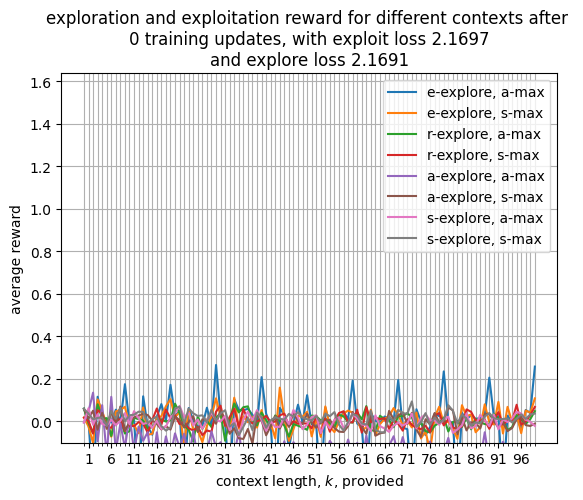 exploration and exploitation reward for different contexts after
0 training updates, with exploit loss 2.1697
and explore loss 2.1691
1.6
1.4
1.2
1.0
0.8
0.6
0.4
0.2
0.0
average reward
e-explore, a-max
e-explore, s-max
r-explore, a-max
r-explore, s-max
a-explore, a-max
a-explore, s-max
s-explore, a-max
s-explore, s-max
1 6 11 16 21 26 31 36 41 46 51 56 61 66 71 76 81 86 91 96
context length, k, provided